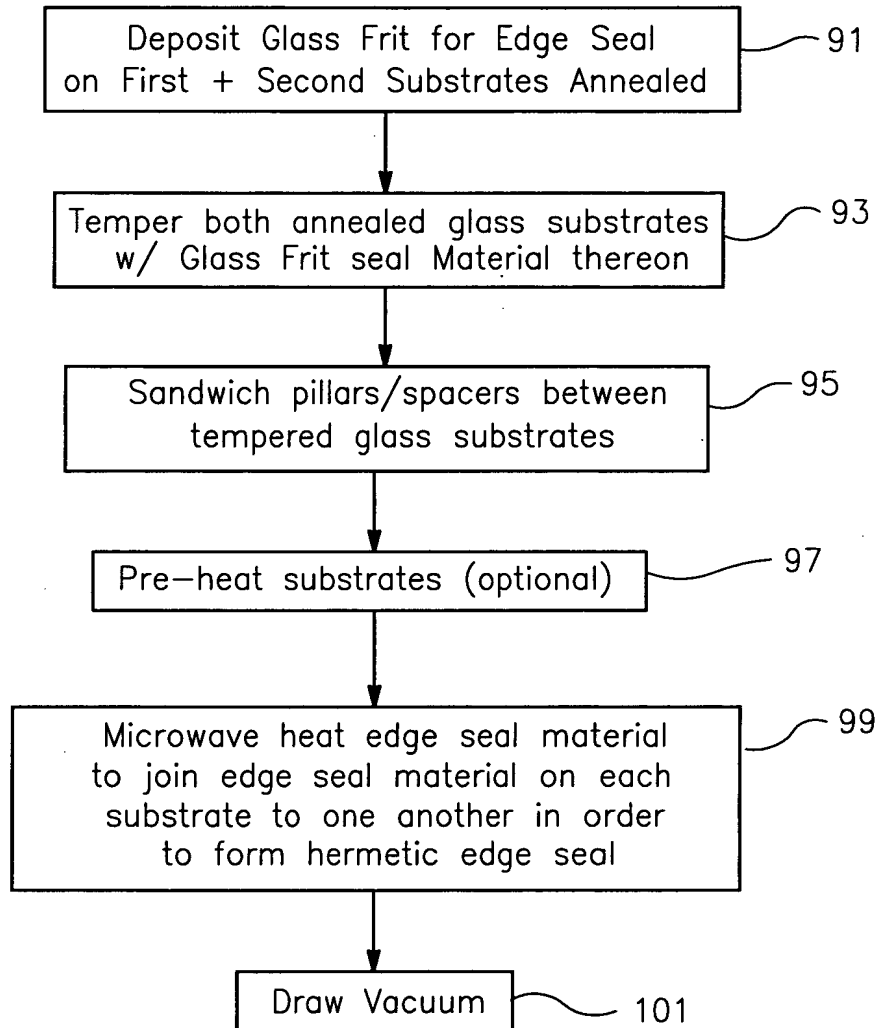 Deposit Glass Frit for Edge Seal
on First + Second Substrates Annealed
91
Temper both annealed glass substrates
w/ Glass Frit seal Material thereon
93
Sandwich pillars/spacers between
tempered glass substrates
95
Pre-heat substrates (optional)
97
Microwave heat edge seal material
to join edge seal material on each
substrate to one another in order
to form hermetic edge seal
99
Draw Vacuum
101